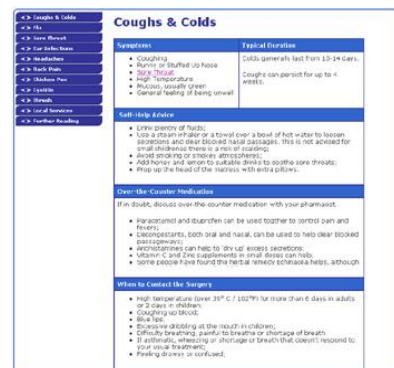 Coughs & Colds
Flu
Sore Throat
Ear Infections
Headaches
Back Pain
Chicken Pox
Cystitis
Thrush
Local Services
Further Reading
Coughs & Colds
Symptoms
Coughing
Runny or Stuffed Up Nose
Sore Throat
High Temperature
Mucous, usually green
General feeling of being unwell
Typical Duration
Colds generally last from 10-14 days.
Coughs can persist for up to 4
weeks.
Self-Help Advice
Drink plenty of fluids;
Use a steam inhaler or a towel over a bowl of hot water to loosen
secretions and clear blocked nasal passages. This is not advised for
small children as there is a risk of scalding;
Avoid smoking or smokey atmospheres;
Add honey and lemon to suitable drinks to soothe sore throats;
Prop up the head of the matress with extra pillows.
Over-the-Counter Medication
If in doubt, discuss over-the-counter medication with your pharmacist.
Paracetamol and Ibuprofen can be used togther to control pain and
fevers;
Decongestants, both oral and nasal, can be used to help clear blocked
passageways;
Antihistamines can help to 'dry up' excess secretions;
Vitamin C and Zinc supplements in small doses can help;
Some people have found the herbal remedy Echinacea helps, although
When to Contact the Surgery
High temperature (over 39° C / 102°F) for more than 6 days in adults
or 2 days in children;
Coughing up blood;
Blue lips;
Excessive dribbling at the mouth in children;
Difficulty breathing, painful to breathe or shortage of breath
If asthmatic, wheezing or shortage or breath that doesn't respond to
your usual treatment;
Feeling drowsy or confused;